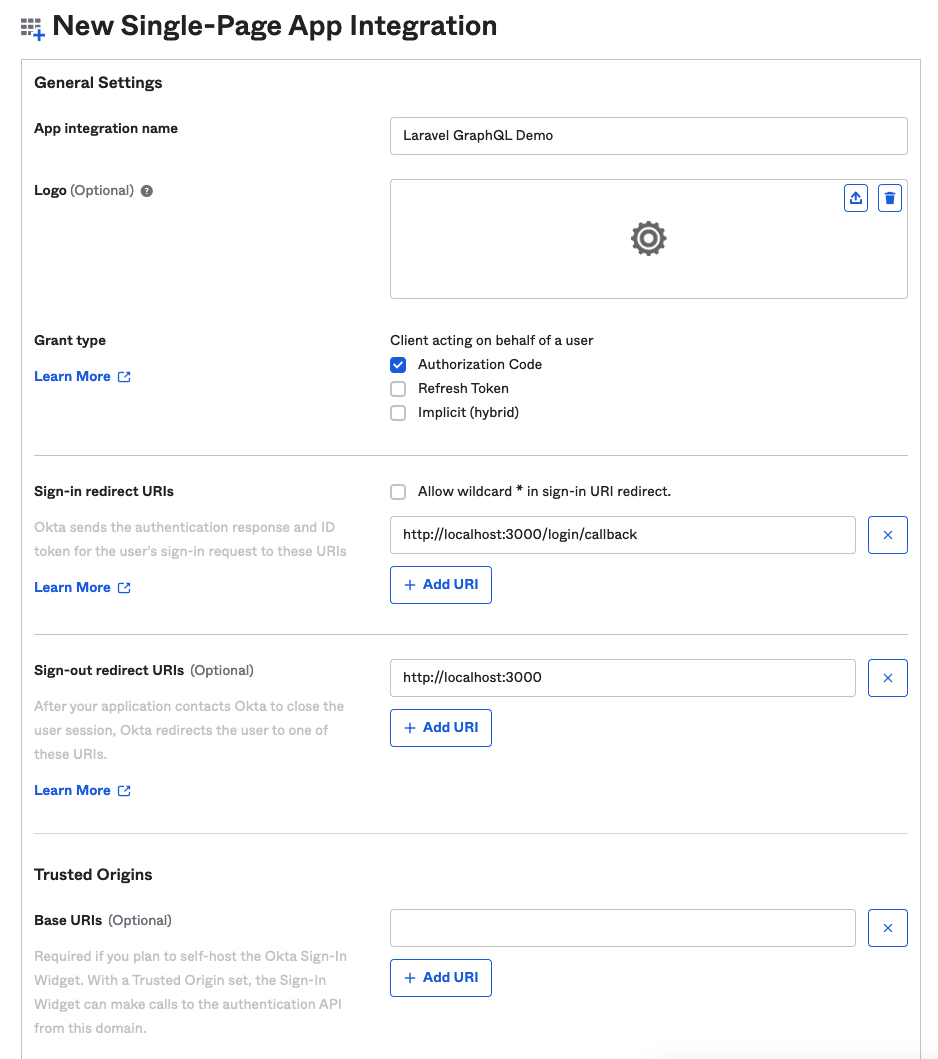 New Single-Page App Integration
General Settings
App integration name
Laravel GraphQL Demo
Logo (Optional) ?
Grant type
Client acting on behalf of a user
Learn More
Authorization Code
Refresh Token
Implicit (hybrid)
Sign-in redirect URIs
Allow wildcard * in sign-in URI redirect.
Okta sends the authentication response and ID
token for the user's sign-in request to these URIs
http://localhost:3000/login/callback
Learn More
+ Add URI
Sign-out redirect URIs (Optional)
http://localhost:3000
After your application contacts Okta to close the
user session, Okta redirects the user to one of
these URIs.
+ Add URI
Learn More
Trusted Origins
Base URIs (Optional)
Required if you plan to self-host the Okta Sign-In
Widget. With a Trusted Origin set, the Sign-In
Widget can make calls to the authentication API
from this domain.
+ Add URI